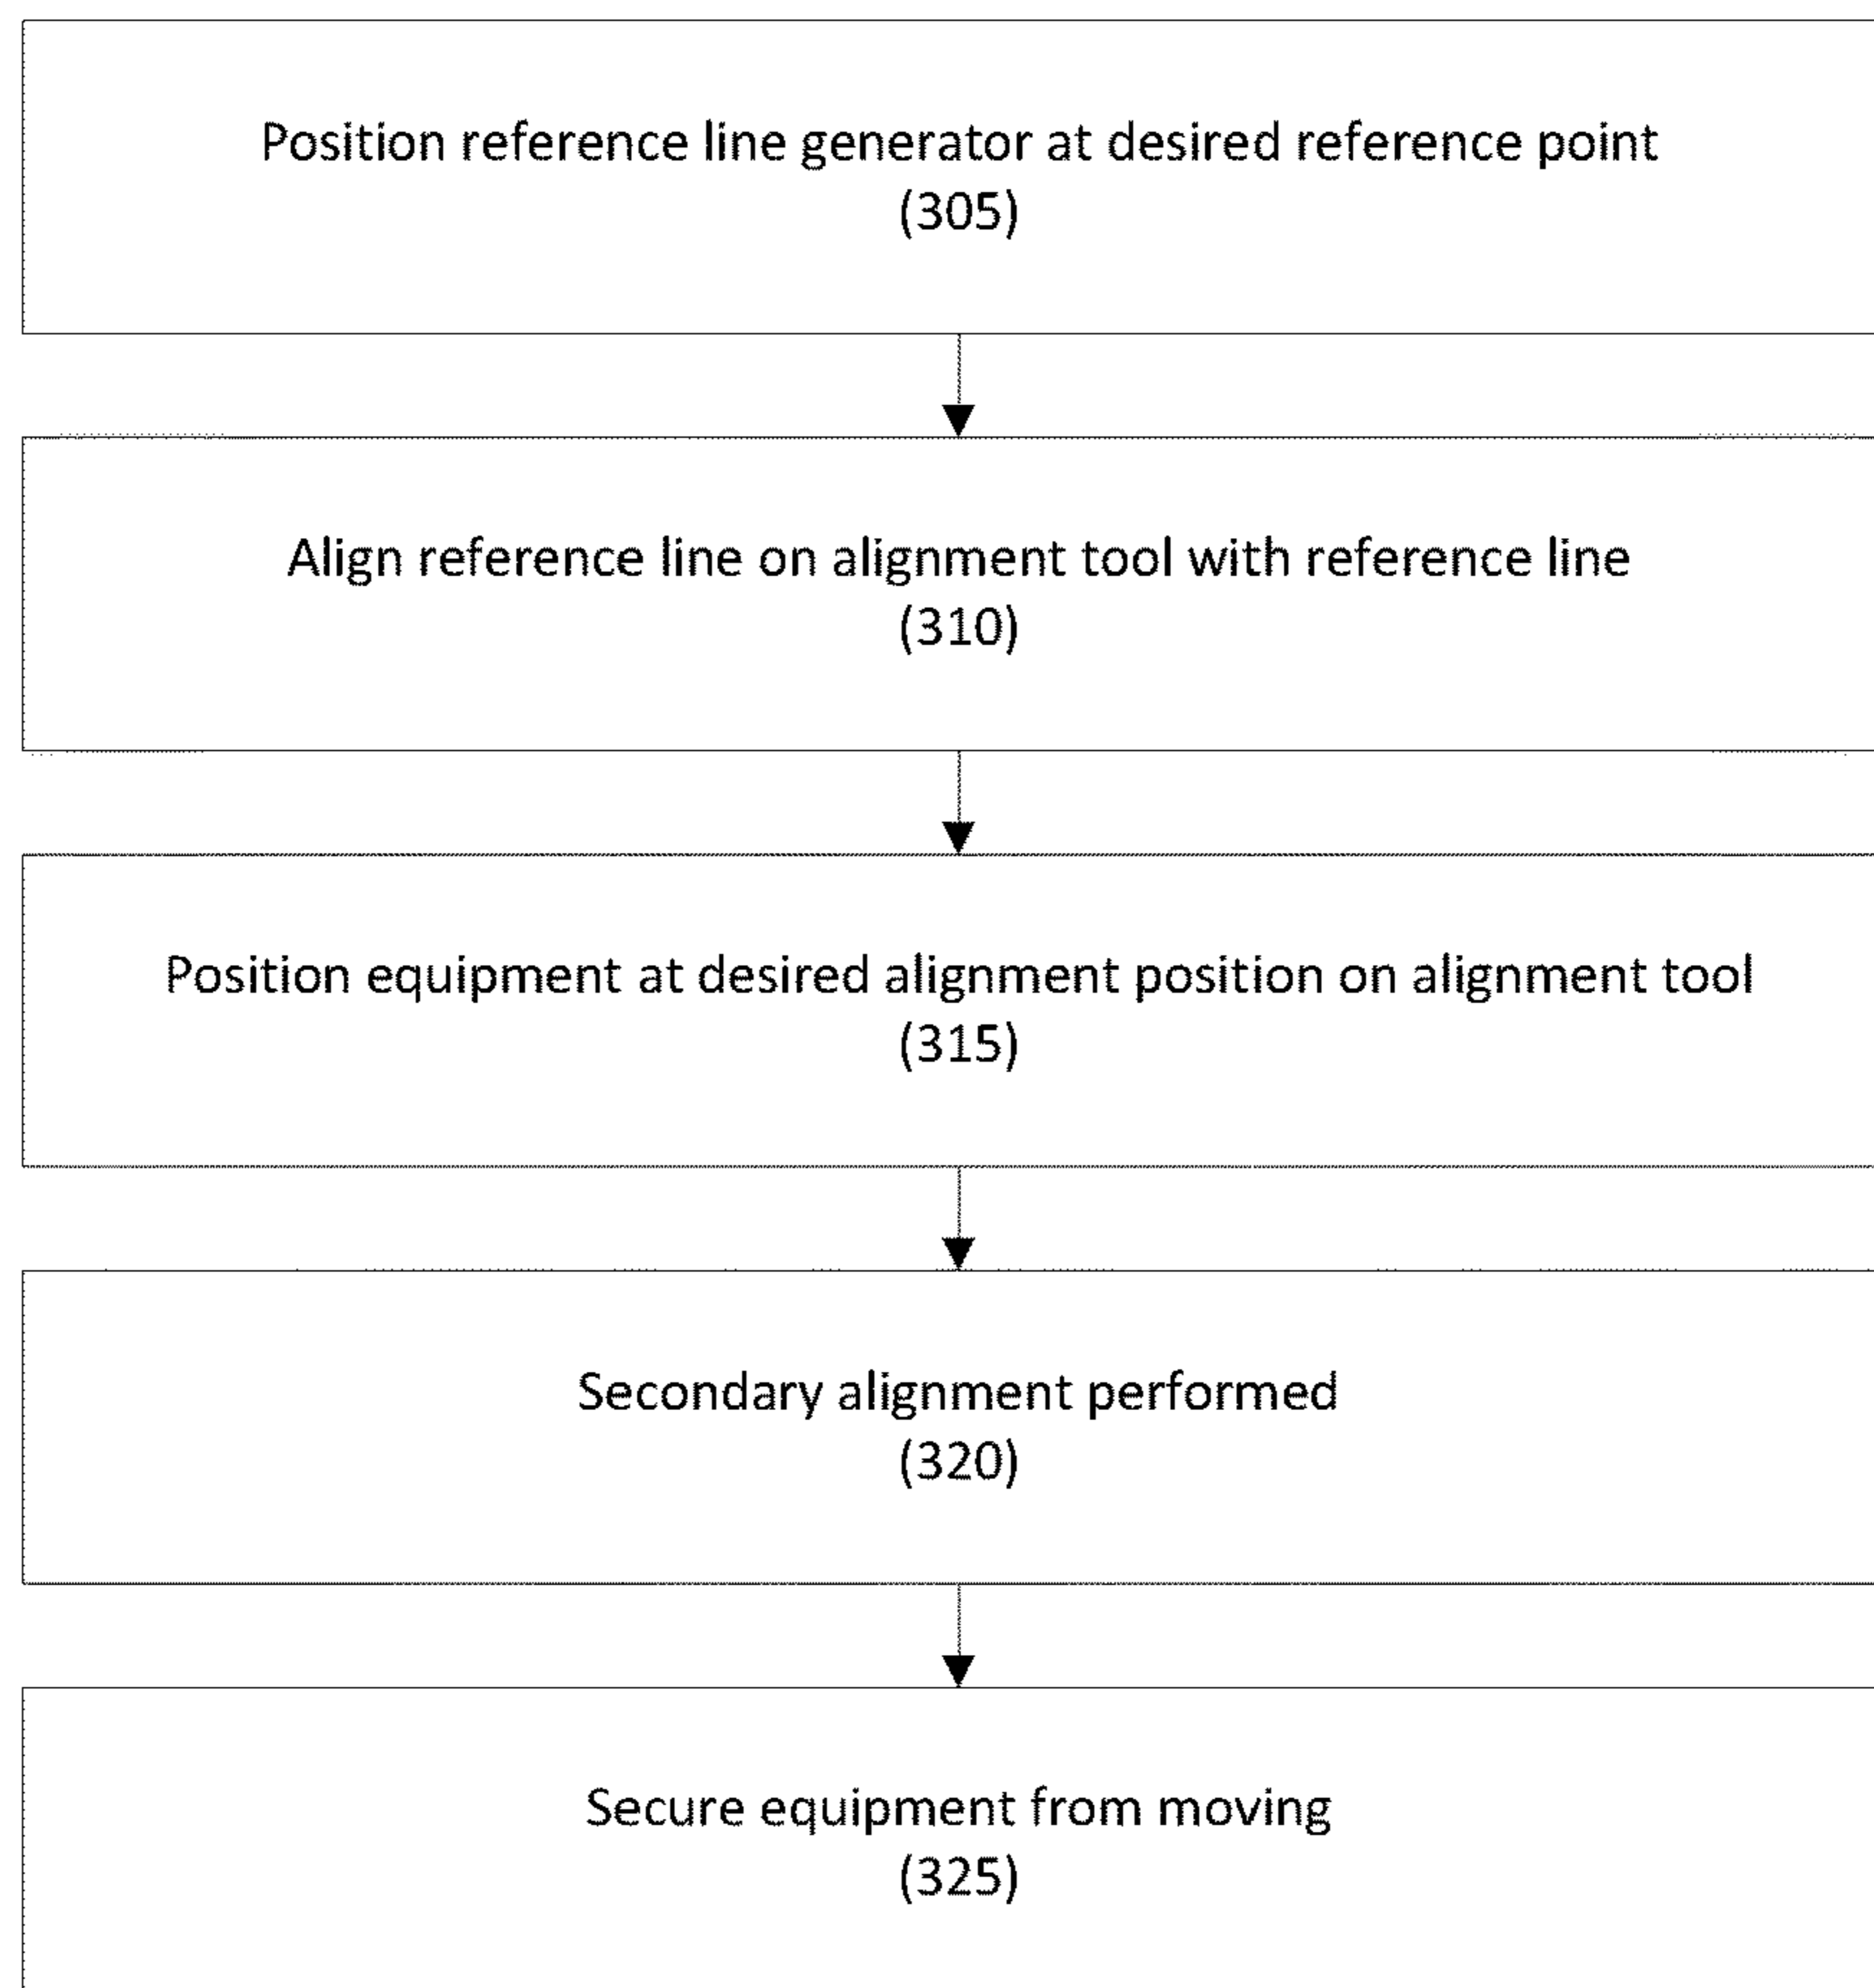 Position reference line generator at desired reference point
(305)
Align reference line on alignment tool with reference line
(310)
Position equipment at desired alignment position on alignment tool
(315)
Secondary alignment performed
(320)
Secure equipment from moving
(325)